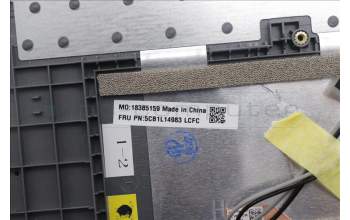 MO:18385159 Made in China
FRU PN:5CB1L14983 LCFC
1-2